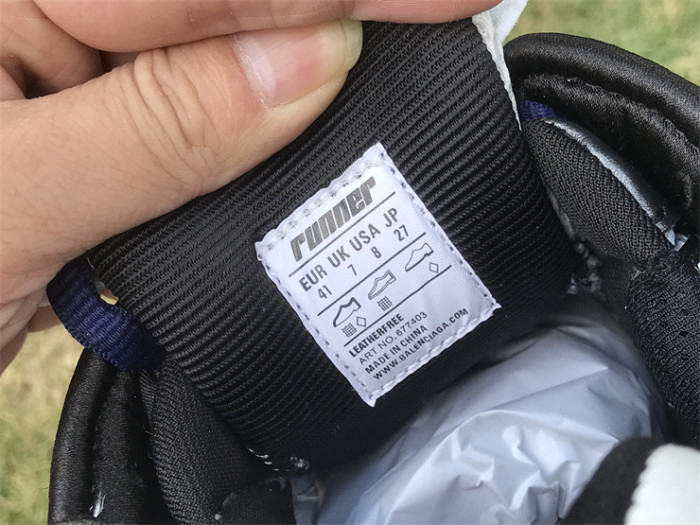 runner
EUR UK USA JP
41 7 8 27
LEATHERFREE
ART NO. 677403
MADE IN CHINA
WWW.BALENCIAGA.COM